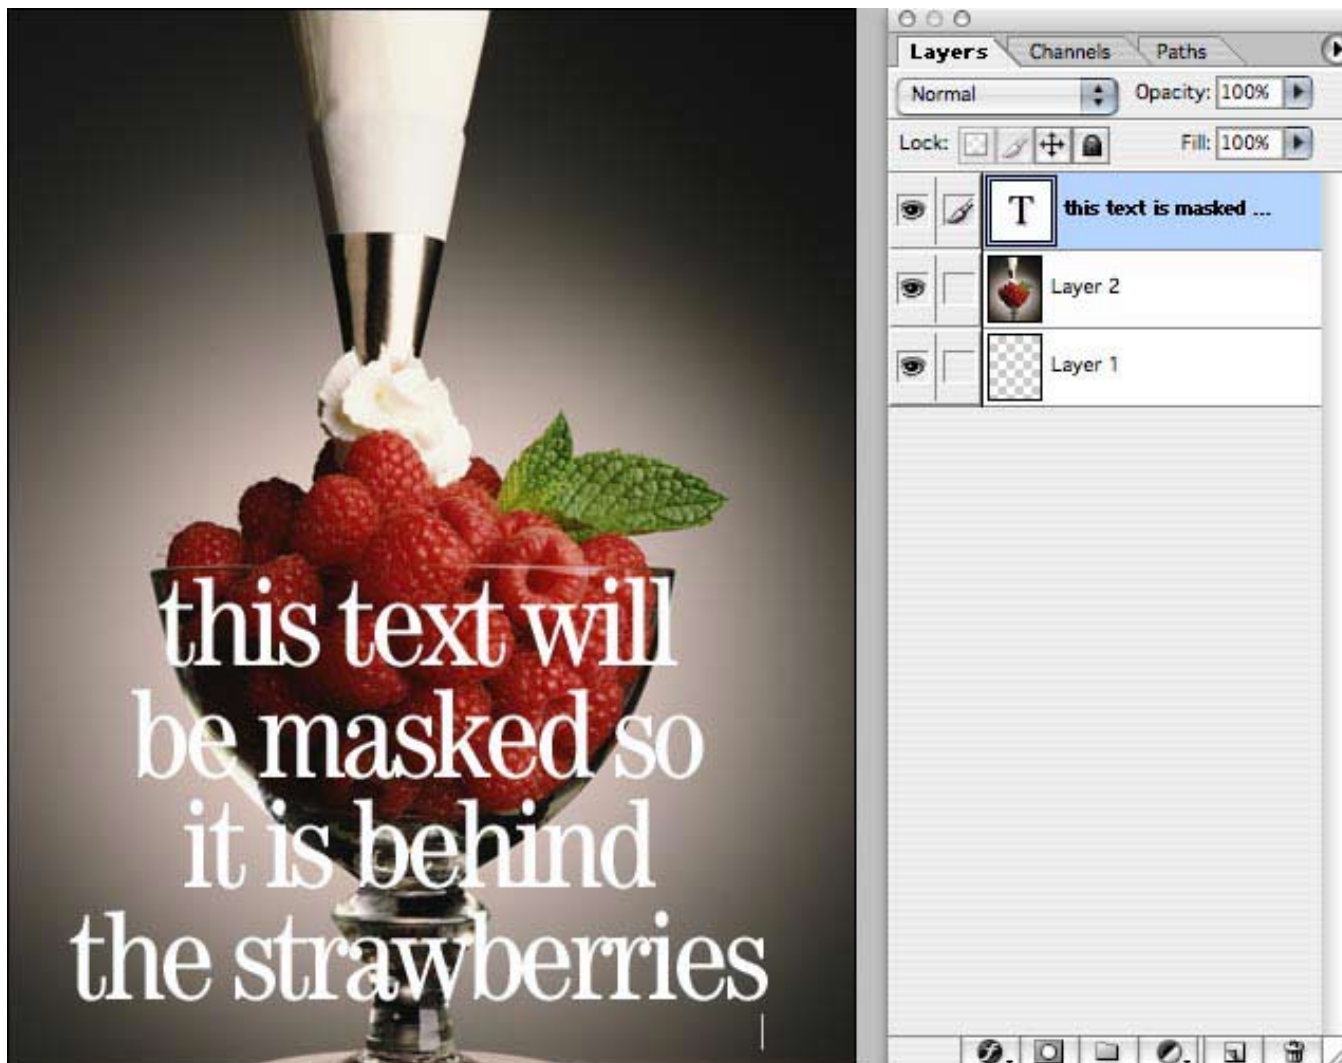 this text will
be masked so
it is behind
the strawberries
Layers Channels Paths
Normal Opacity: 100%
Lock: Fill: 100%
T this text is masked ...
Layer 2
Layer 1